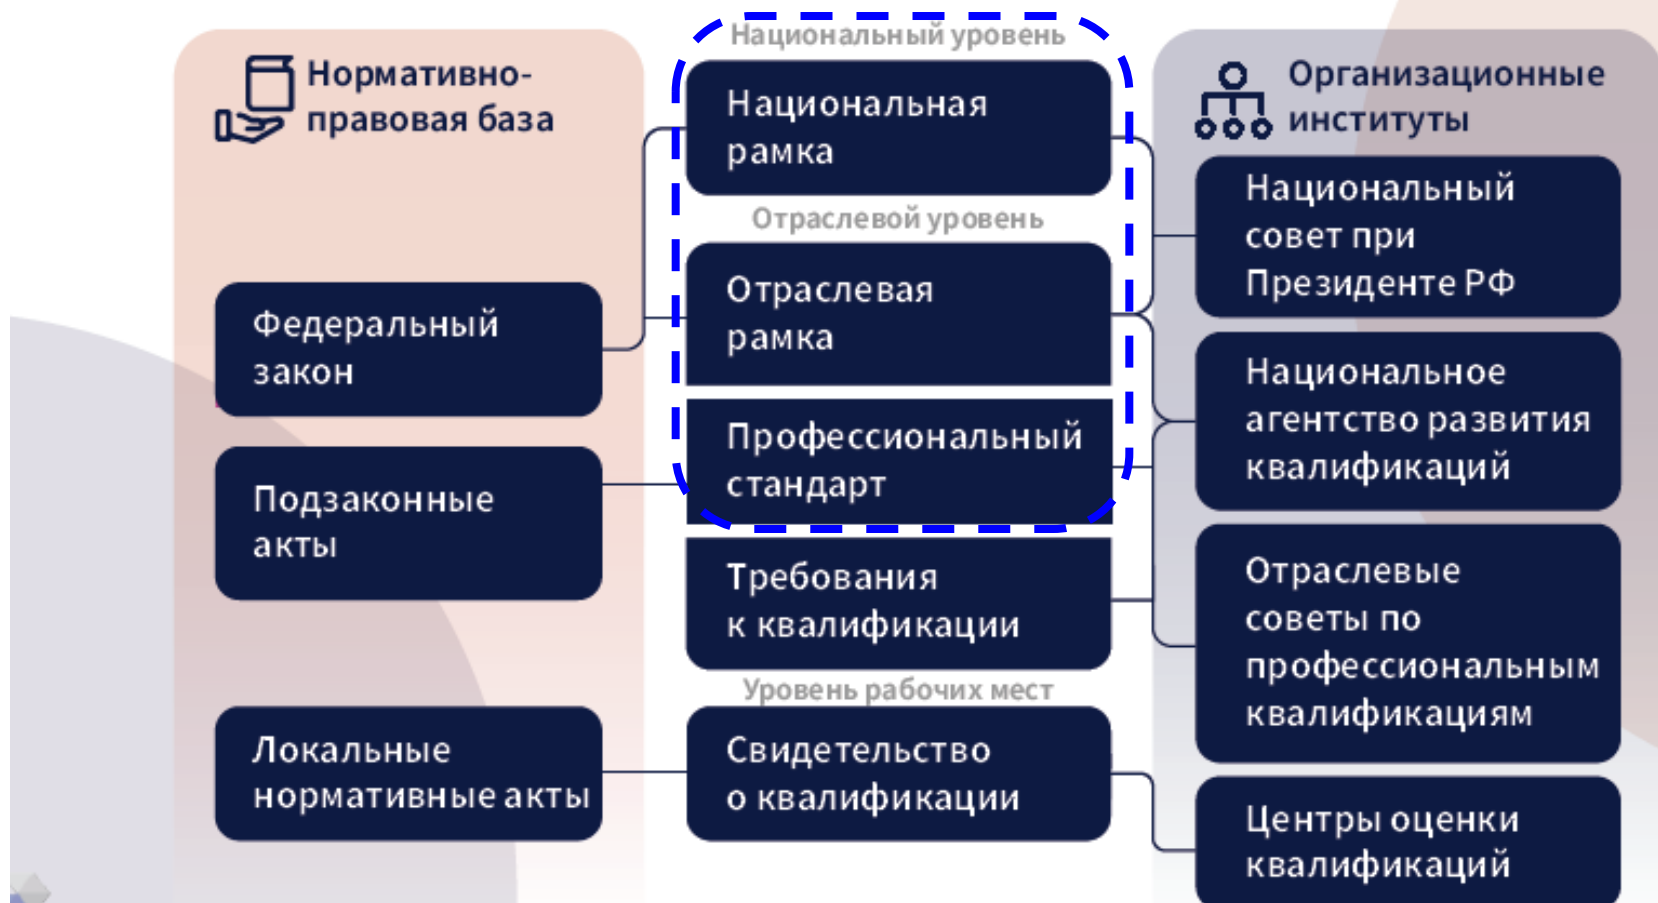 Нормативно-
правовая база
Федеральный
закон
Подзаконные
акты
Локальные
нормативные акты
Национальный уровень
Национальная
рамка
Отраслевой уровень
Отраслевая
рамка
Профессиональный
стандарт
Требования
к квалификации
Уровень рабочих мест
Свидетельство
о квалификации
Организационные
институты
Национальный
совет при
Президенте РФ
Национальное
агентство развития
квалификаций
Отраслевые
советы по
профессиональным
квалификациям
Центры оценки
квалификаций